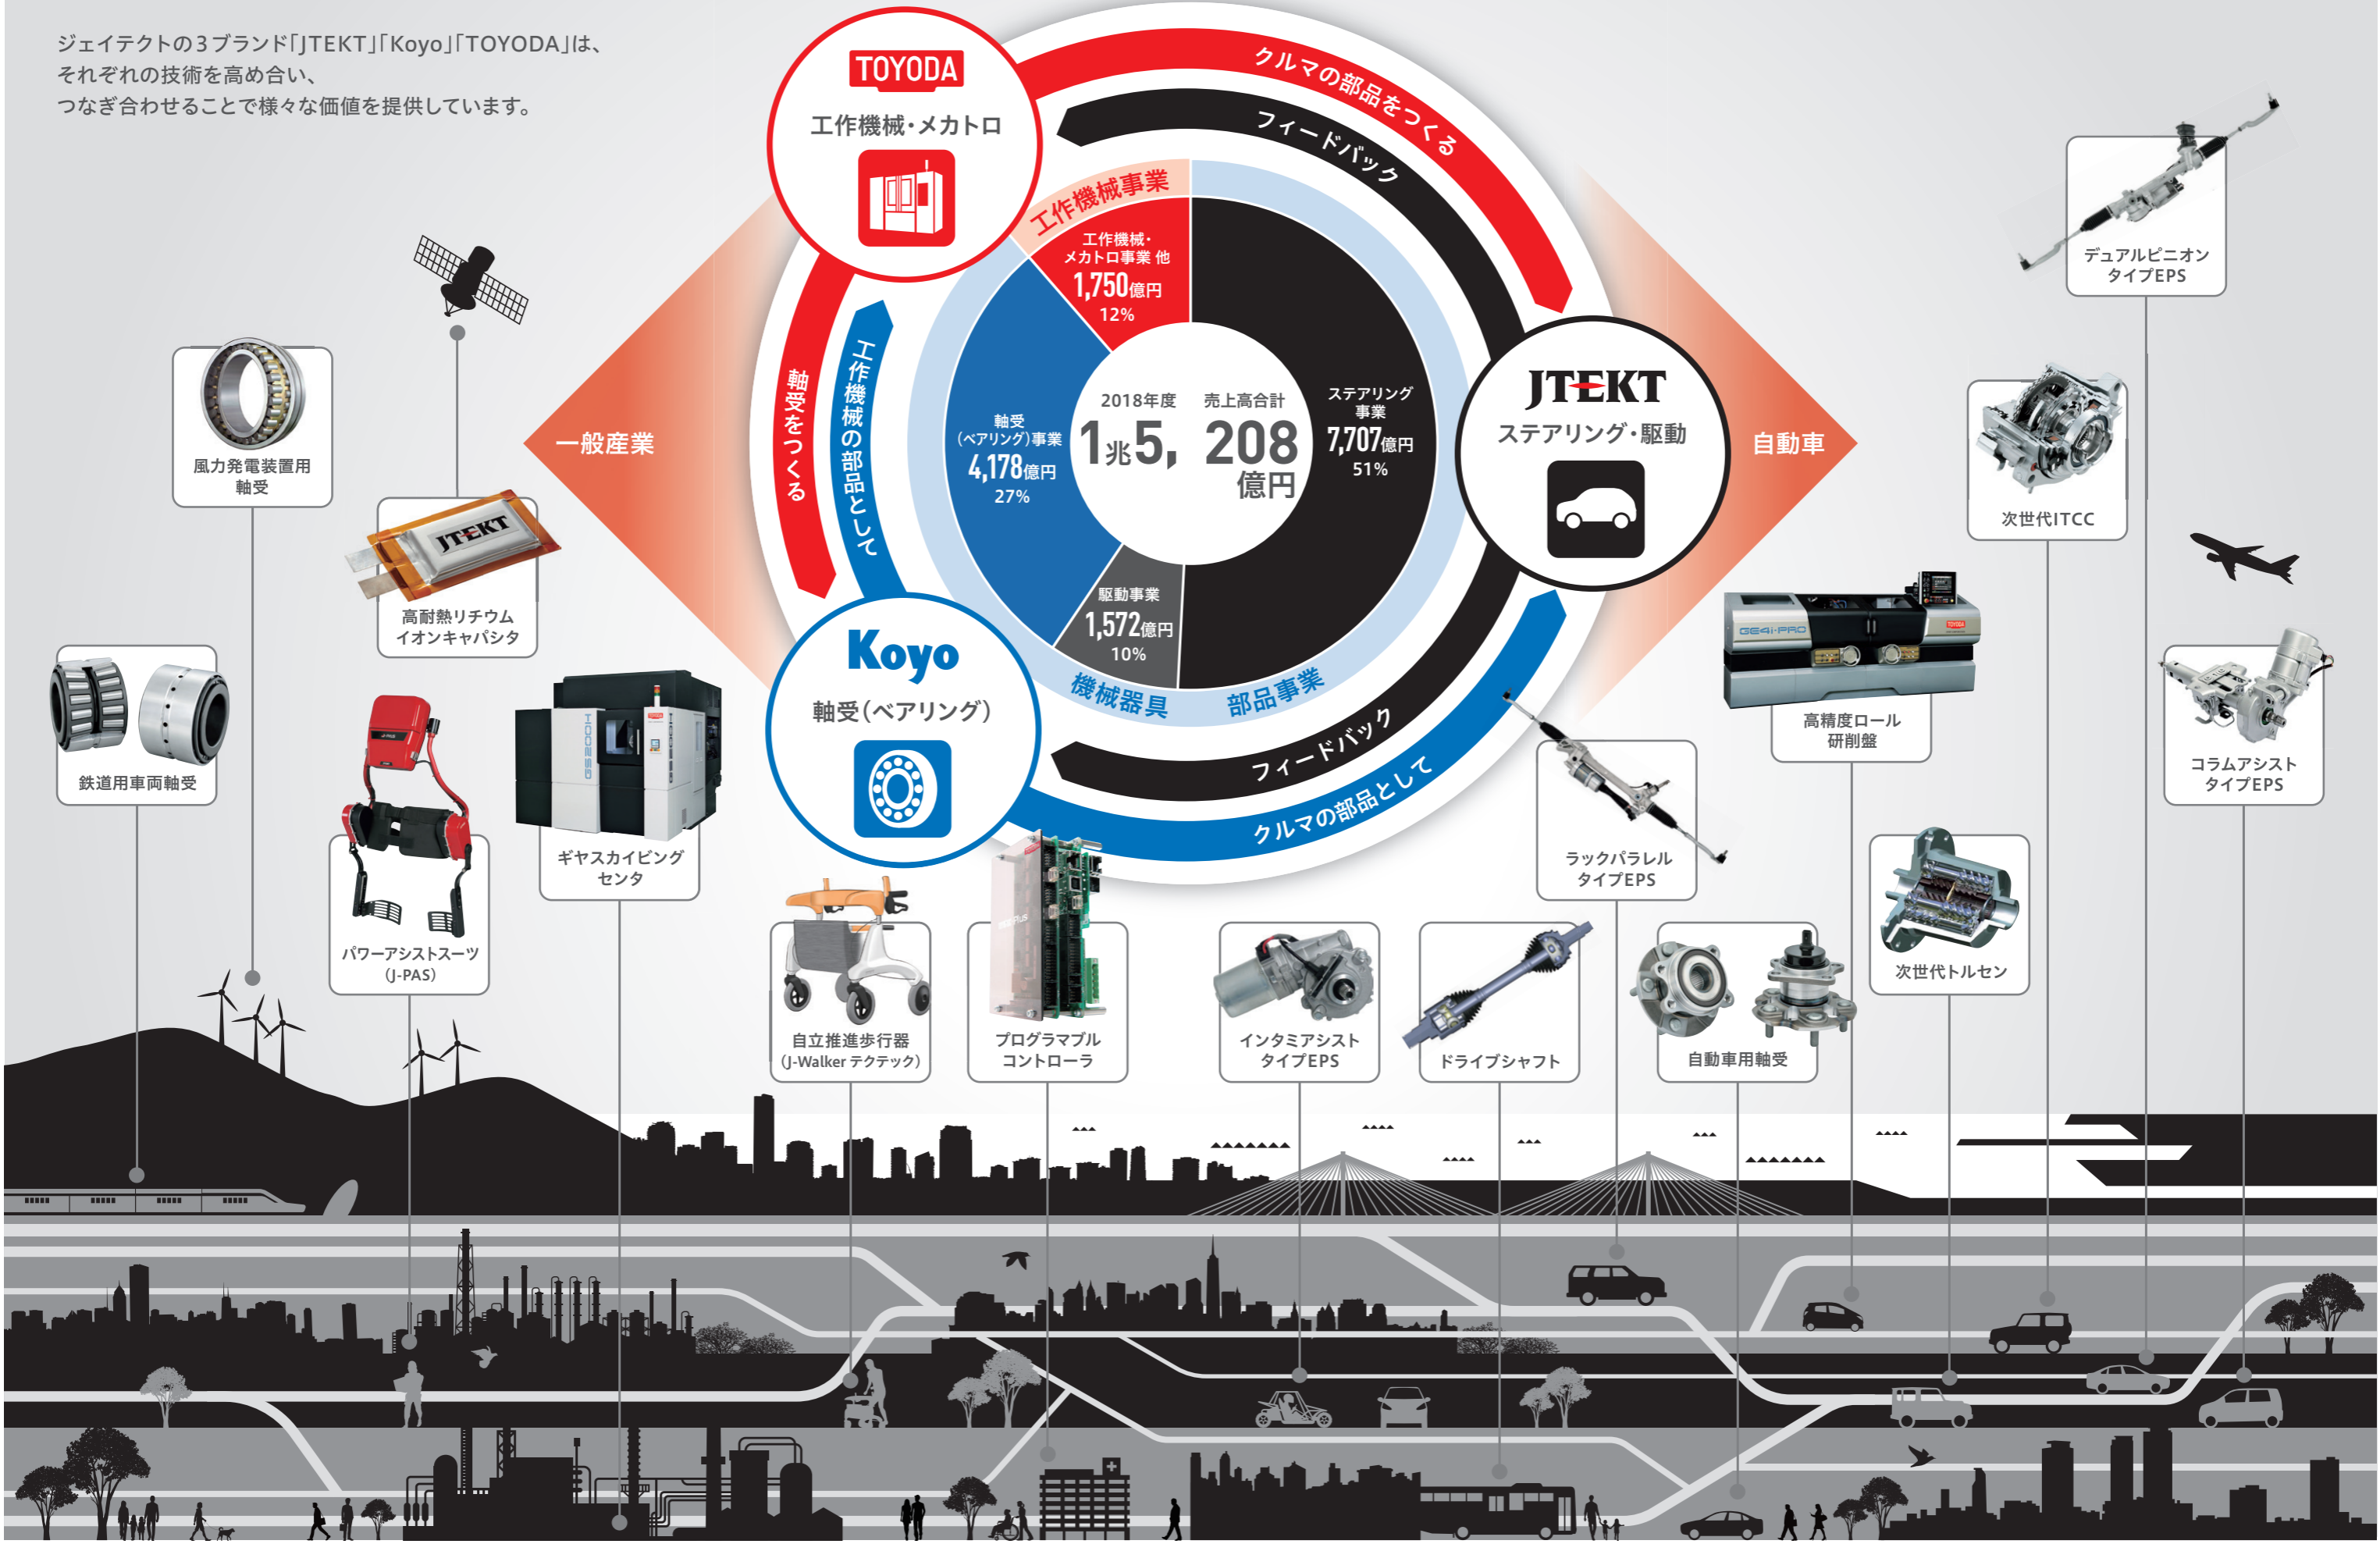 ジェイテクトの3ブランド「JTEKT」「Koyo」「TOYODA」は、
それぞれの技術を高め合い、
つなぎ合わせることで様々な価値を提供しています。
TOYODA
工作機械・メカトロ
クルマの部品をつくる
フィードバック
工作機械事業
工作機械・
メカトロ事業 他
1,750億円
12%
軸受をつくる
工作機械の部品として
一般産業
軸受
(ベアリング)事業
4,178億円
27%
2018年度 売上高合計
1兆5,208
億円
ステアリング
事業
7,707億円
51%
JTEKT
ステアリング・駆動
自動車
駆動事業
1,572億円
10%
機械器具
部品事業
Koyo
軸受(ベアリング)
フィードバック
クルマの部品として
風力発電装置用
軸受
JTEKT
高耐熱リチウム
イオンキャパシタ
鉄道用車両軸受
J-PAS
パワーアシストスーツ
(J-PAS)
ギヤスカイビング
センタ
自立推進歩行器
(J-Walker テクテック)
プログラマブル
コントローラ
インタミアシスト
タイプEPS
ドライブシャフト
ラックパラレル
タイプEPS
自動車用軸受
GE4i-PRO
TOYODA
高精度ロール
研削盤
次世代トルセン
次世代ITCC
デュアルピニオン
タイプEPS
コラムアシスト
タイプEPS